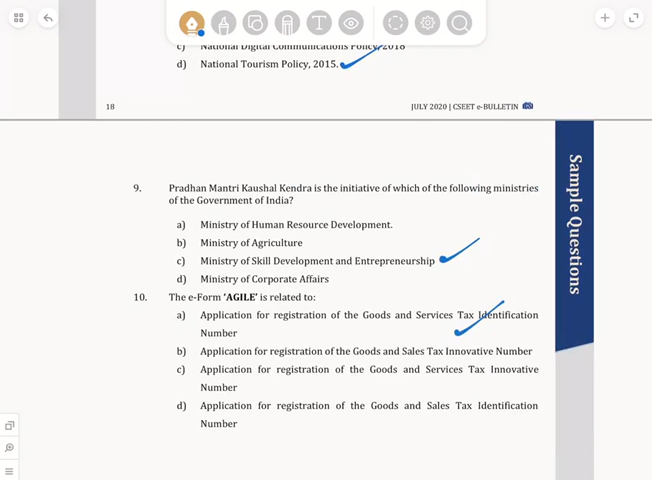 c) National Digital Communications Policy, 2018
d) National Tourism Policy, 2015.
18
JULY 2020 | CSEET e-BULLETIN
Sample Questions
9. Pradhan Mantri Kaushal Kendra is the initiative of which of the following ministries
of the Government of India?
a) Ministry of Human Resource Development.
b) Ministry of Agriculture
c) Ministry of Skill Development and Entrepreneurship
d) Ministry of Corporate Affairs
10. The e-Form ‘AGILE’ is related to:
a) Application for registration of the Goods and Services Tax Identification
Number
b) Application for registration of the Goods and Sales Tax Innovative Number
c) Application for registration of the Goods and Services Tax Innovative
Number
d) Application for registration of the Goods and Sales Tax Identification
Number